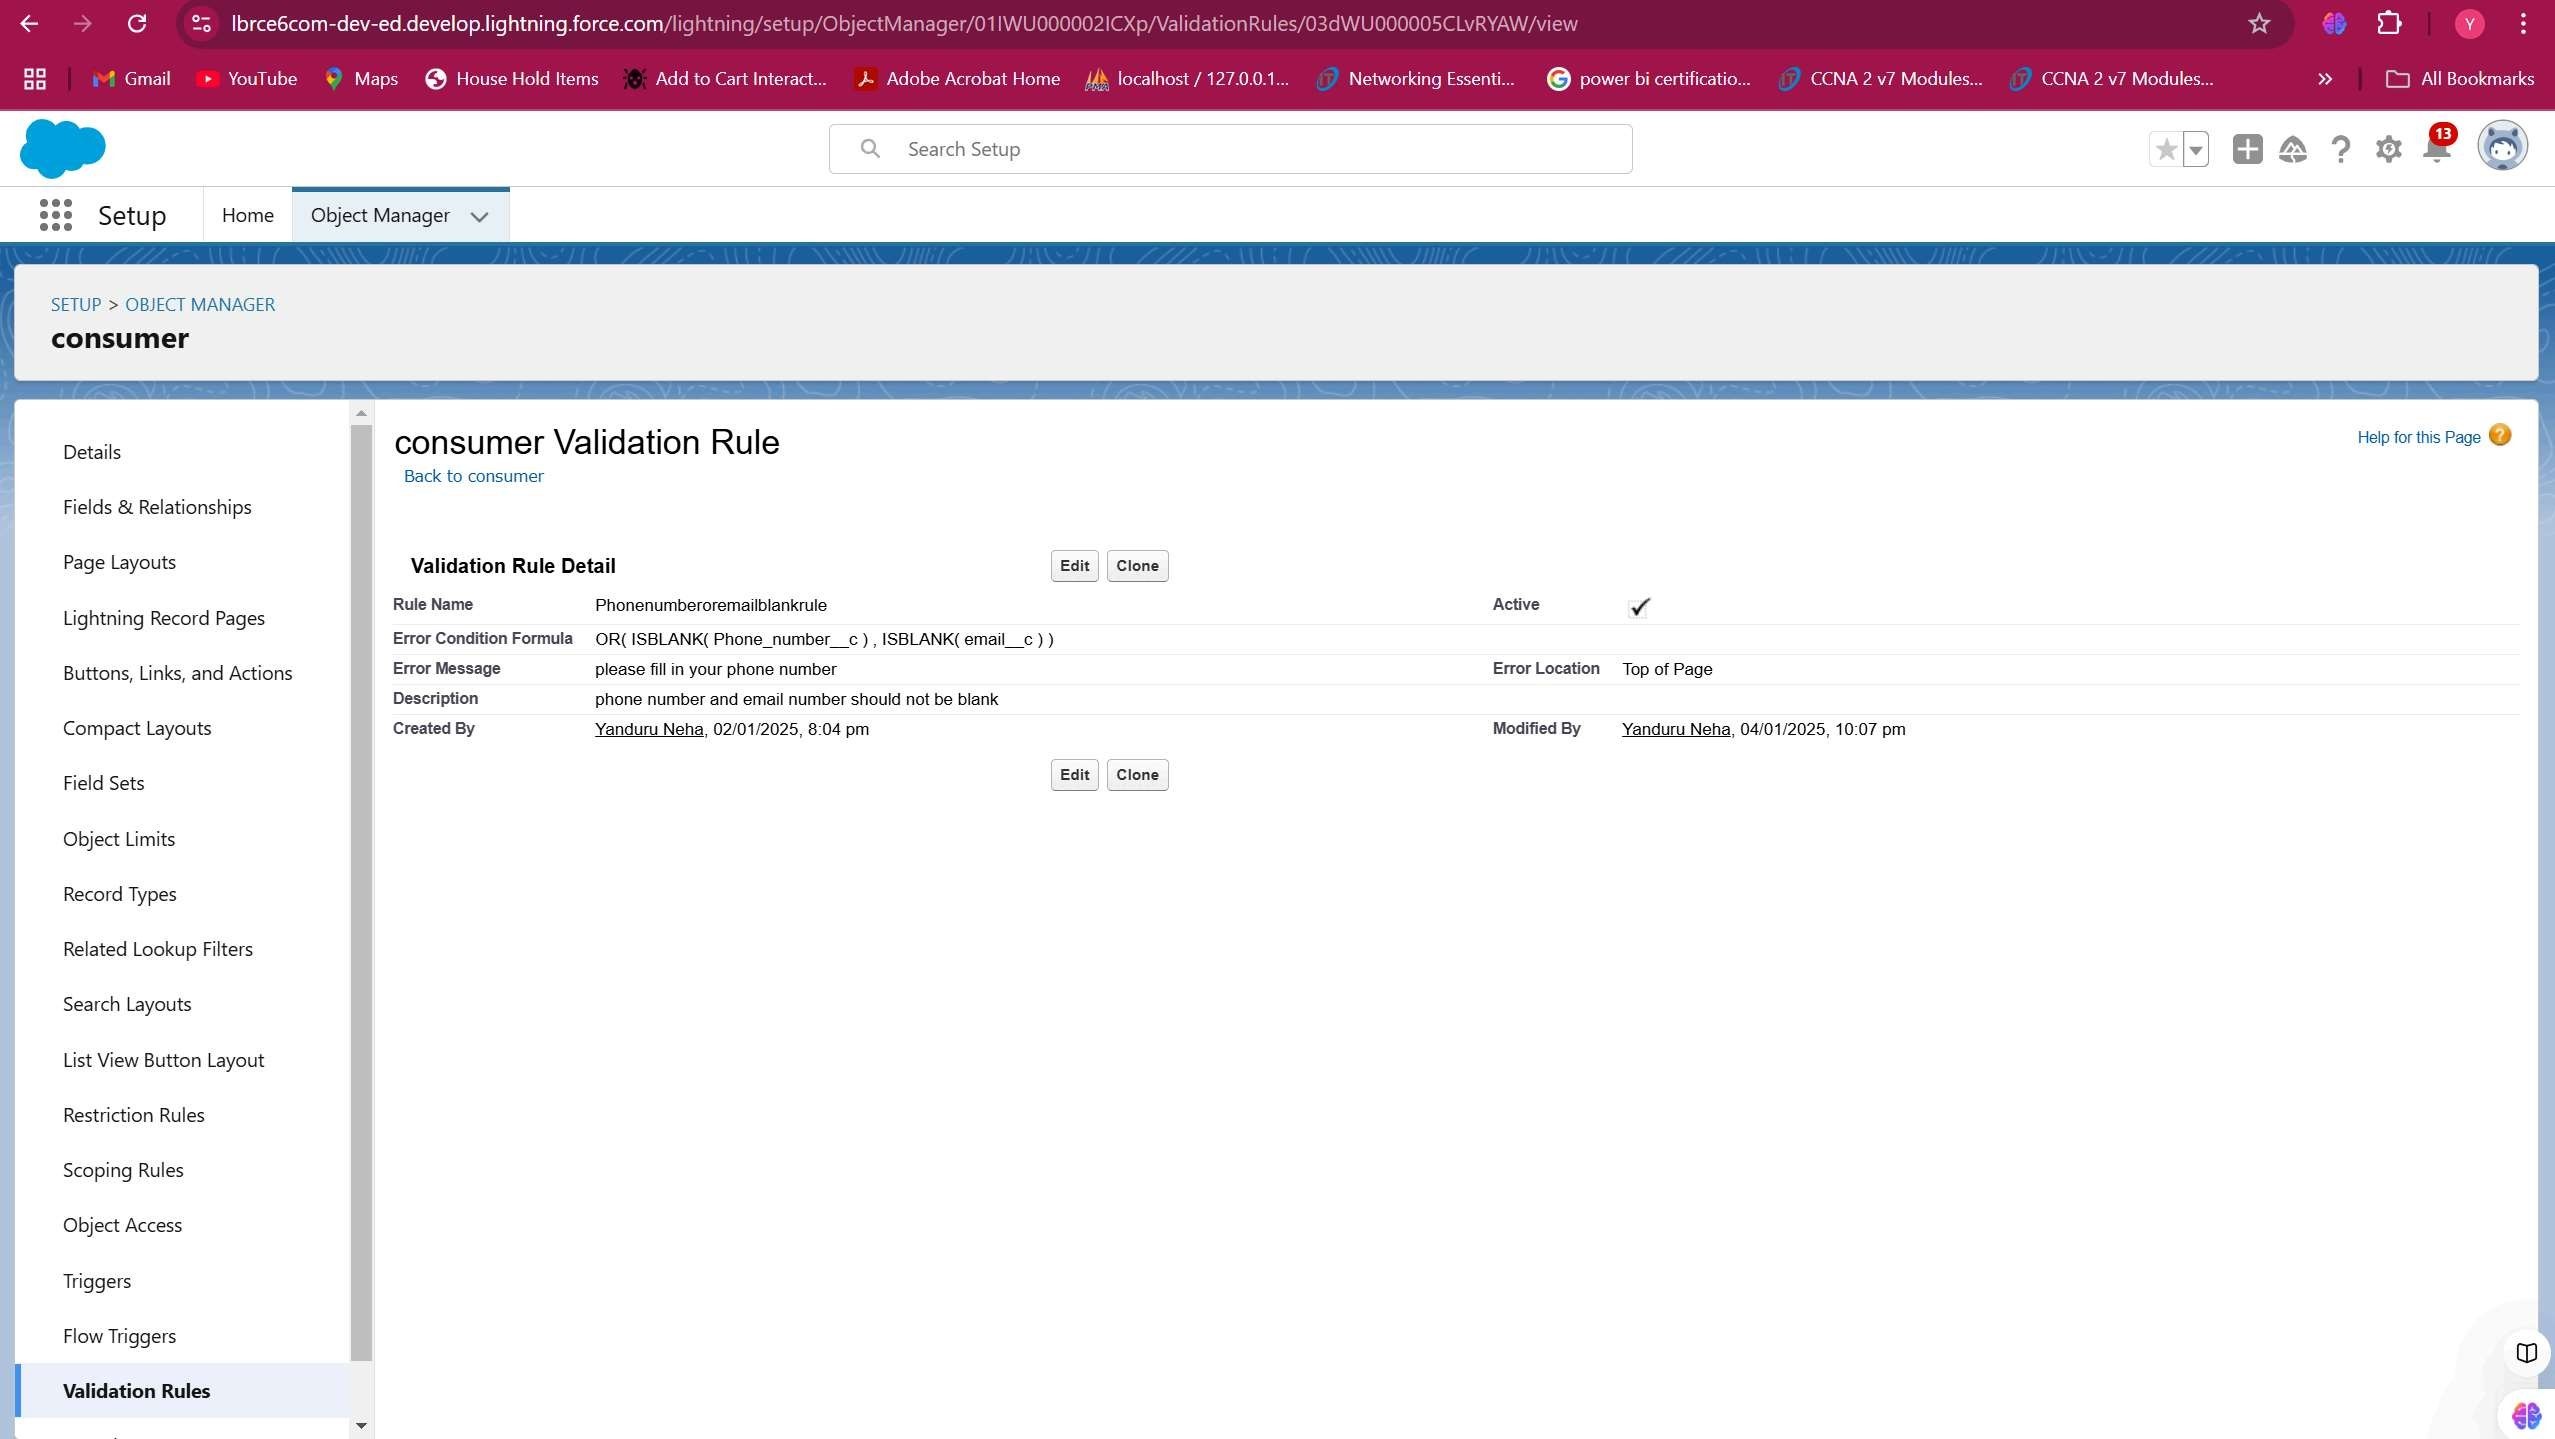 lbrce6com-dev-ed.develop.lightning.force.com/lightning/setup/ObjectManager/01IWU000002ICXp/ValidationRules/03dWU000005CLvRYAW/view
Y
Gmail YouTube Maps House Hold Items Add to Cart Interact... Adobe Acrobat Home localhost / 127.0.0.1... Networking Essenti... power bi certificatio... CCNA 2 v7 Modules... CCNA 2 v7 Modules... » All Bookmarks
Search Setup
13
Setup Home Object Manager
SETUP > OBJECT MANAGER
consumer
Details
Fields & Relationships
Page Layouts
Lightning Record Pages
Buttons, Links, and Actions
Compact Layouts
Field Sets
Object Limits
Record Types
Related Lookup Filters
Search Layouts
List View Button Layout
Restriction Rules
Scoping Rules
Object Access
Triggers
Flow Triggers
Validation Rules
consumer Validation Rule
Help for this Page ?
Back to consumer
Validation Rule Detail Edit Clone
Rule Name Phonenumberoremailblankrule Active
Error Condition Formula OR( ISBLANK( Phone_number__c ) , ISBLANK( email__c ) )
Error Message please fill in your phone number Error Location Top of Page
Description phone number and email number should not be blank
Created By Yanduru Neha, 02/01/2025, 8:04 pm Modified By Yanduru Neha, 04/01/2025, 10:07 pm
Edit Clone